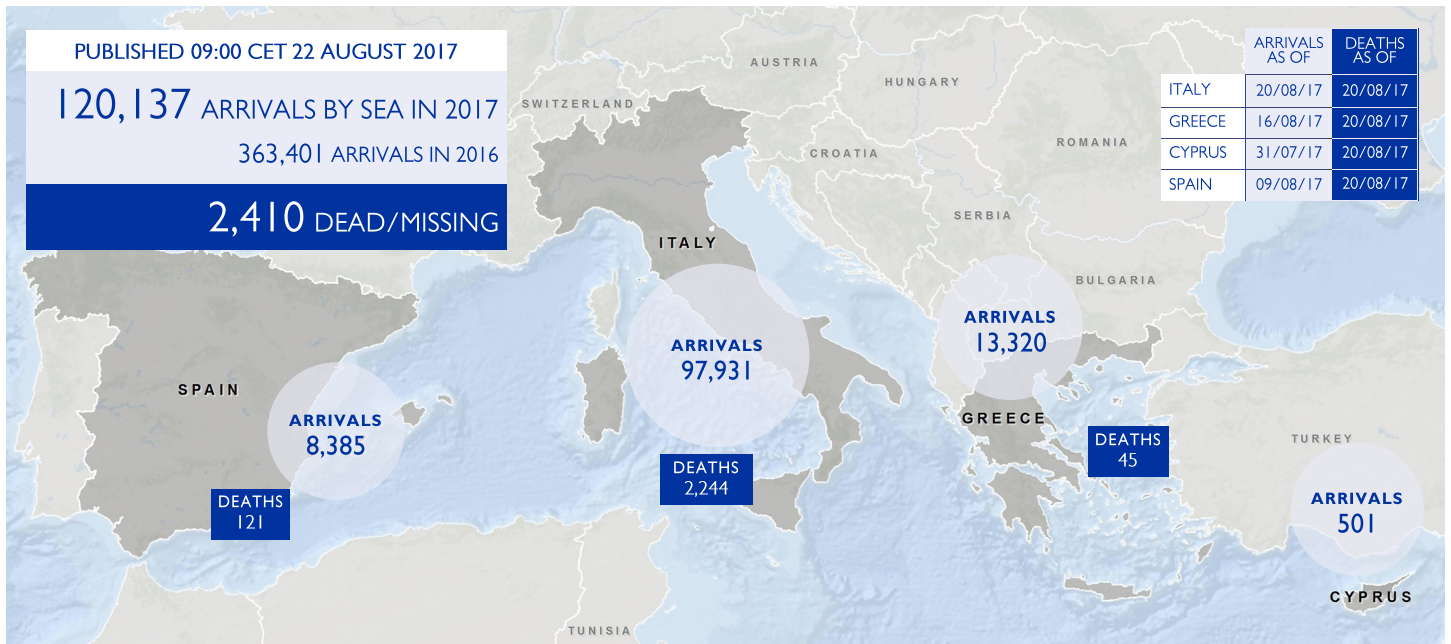 PUBLISHED 09:00 CET 22 AUGUST 2017
120,137 ARRIVALS BY SEA IN 2017
363,401 ARRIVALS IN 2016
2,410 DEAD/MISSING
ARRIVALS AS OF
DEATHS AS OF
ITALY 20/08/17 20/08/17
GREECE 16/08/17 20/08/17
CYPRUS 31/07/17 20/08/17
SPAIN 09/08/17 20/08/17
AUSTRIA
HUNGARY
SWITZERLAND
ROMANIA
CROATIA
SERBIA
ITALY
BULGARIA
ARRIVALS
13,320
ARRIVALS
97,931
SPAIN
ARRIVALS
8,385
GREECE
DEATHS
45
TURKEY
DEATHS
2,244
DEATHS
121
ARRIVALS
501
CYPRUS
TUNISIA